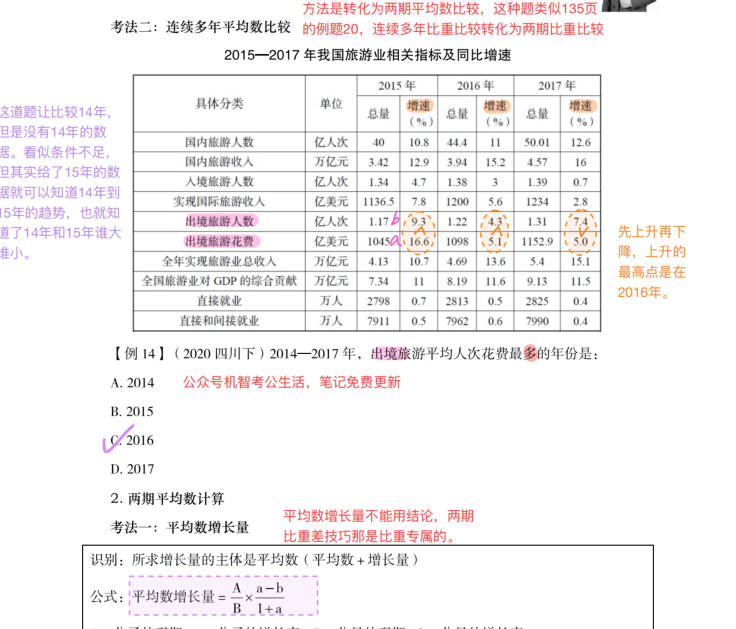 方法是转化为两期平均数比较，这种题类似135页
考法二：连续多年平均数比较 的例题20，连续多年比重比较转化为两期比重比较
2015—2017 年我国旅游业相关指标及同比增速
具体分类 单位 2015 年 2016 年 2017 年
总量 增速（%） 总量 增速（%） 总量 增速（%）
国内旅游人数 亿人次 40 10.8 44.4 11 50.01 12.6
国内旅游收入 万亿元 3.42 12.9 3.94 15.2 4.57 16
入境旅游人数 亿人次 1.34 4.7 1.38 3 1.39 0.7
实现国际旅游收入 亿美元 1136.5 7.8 1200 5.6 1234 2.8
出境旅游人数 亿人次 1.17 b 9.3 1.22 4.3 1.31 7.4
出境旅游花费 亿美元 1045 a 16.6 1098 5.1 1152.9 5.0
全年实现旅游业总收入 万亿元 4.13 10.7 4.69 13.6 5.4 15.1
全国旅游业对 GDP 的综合贡献 万亿元 7.34 11 8.19 11.6 9.13 11.5
直接就业 万人 2798 0.7 2813 0.5 2825 0.4
直接和间接就业 万人 7911 0.5 7962 0.6 7990 0.4
这道题让比较14年，
但是没有14年的数
据。看似条件不足，
但其实给了15年的数
据就可以知道14年到
15年的趋势，也就知
道了14年和15年谁大
谁小。
先上升再下
降，上升的
最高点是在
2016年。
【例 14】（2020 四川下）2014—2017 年，出境旅游平均人次花费最多的年份是：
A. 2014 公众号机智考公生活，笔记免费更新
B. 2015
C. 2016
D. 2017
2. 两期平均数计算
考法一：平均数增长量
平均数增长量不能用结论，两期
比重差技巧那是比重专属的。
识别：所求增长量的主体是平均数（平均数 + 增长量）
公式：平均数增长量 = A/B × (a−b)/(1+a)